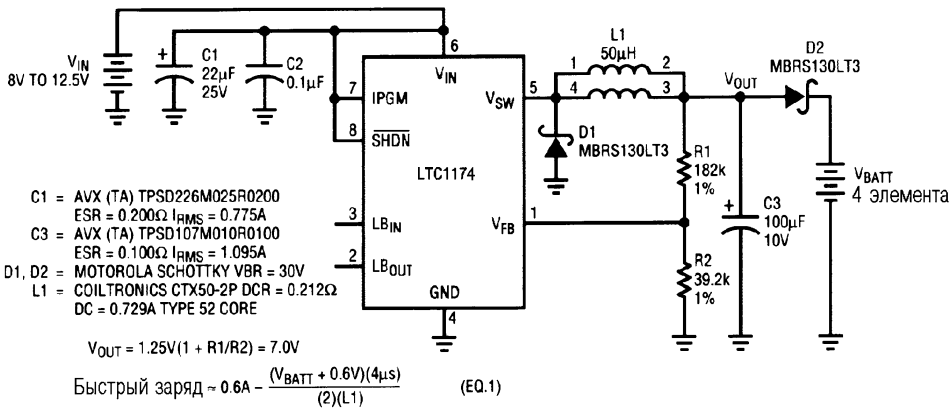 V_IN
8V TO 12.5V
+
C1
22µF
25V
C2
0.1µF
6
V_IN
7
IPGM
8
SHDN
LTC1174
3
LB_IN
2
LB_OUT
GND
4
5
V_SW
1
V_FB
L1
50µH
1
2
4
3
D1
MBRS130LT3
V_OUT
D2
MBRS130LT3
R1
182k
1%
R2
39.2k
1%
+
C3
100µF
10V
V_BATT
4 элемента
C1 = AVX (TA) TPSD226M025R0200
ESR = 0.200Ω I_RMS = 0.775A
C3 = AVX (TA) TPSD107M010R0100
ESR = 0.100Ω I_RMS = 1.095A
D1, D2 = MOTOROLA SCHOTTKY VBR = 30V
L1 = COILTRONICS CTX50-2P DCR = 0.212Ω
DC = 0.729A TYPE 52 CORE
V_OUT = 1.25V(1 + R1/R2) = 7.0V
Быстрый заряд ≈ 0.6A – (V_BATT + 0.6V)(4µs)
(2)(L1)
(EQ.1)